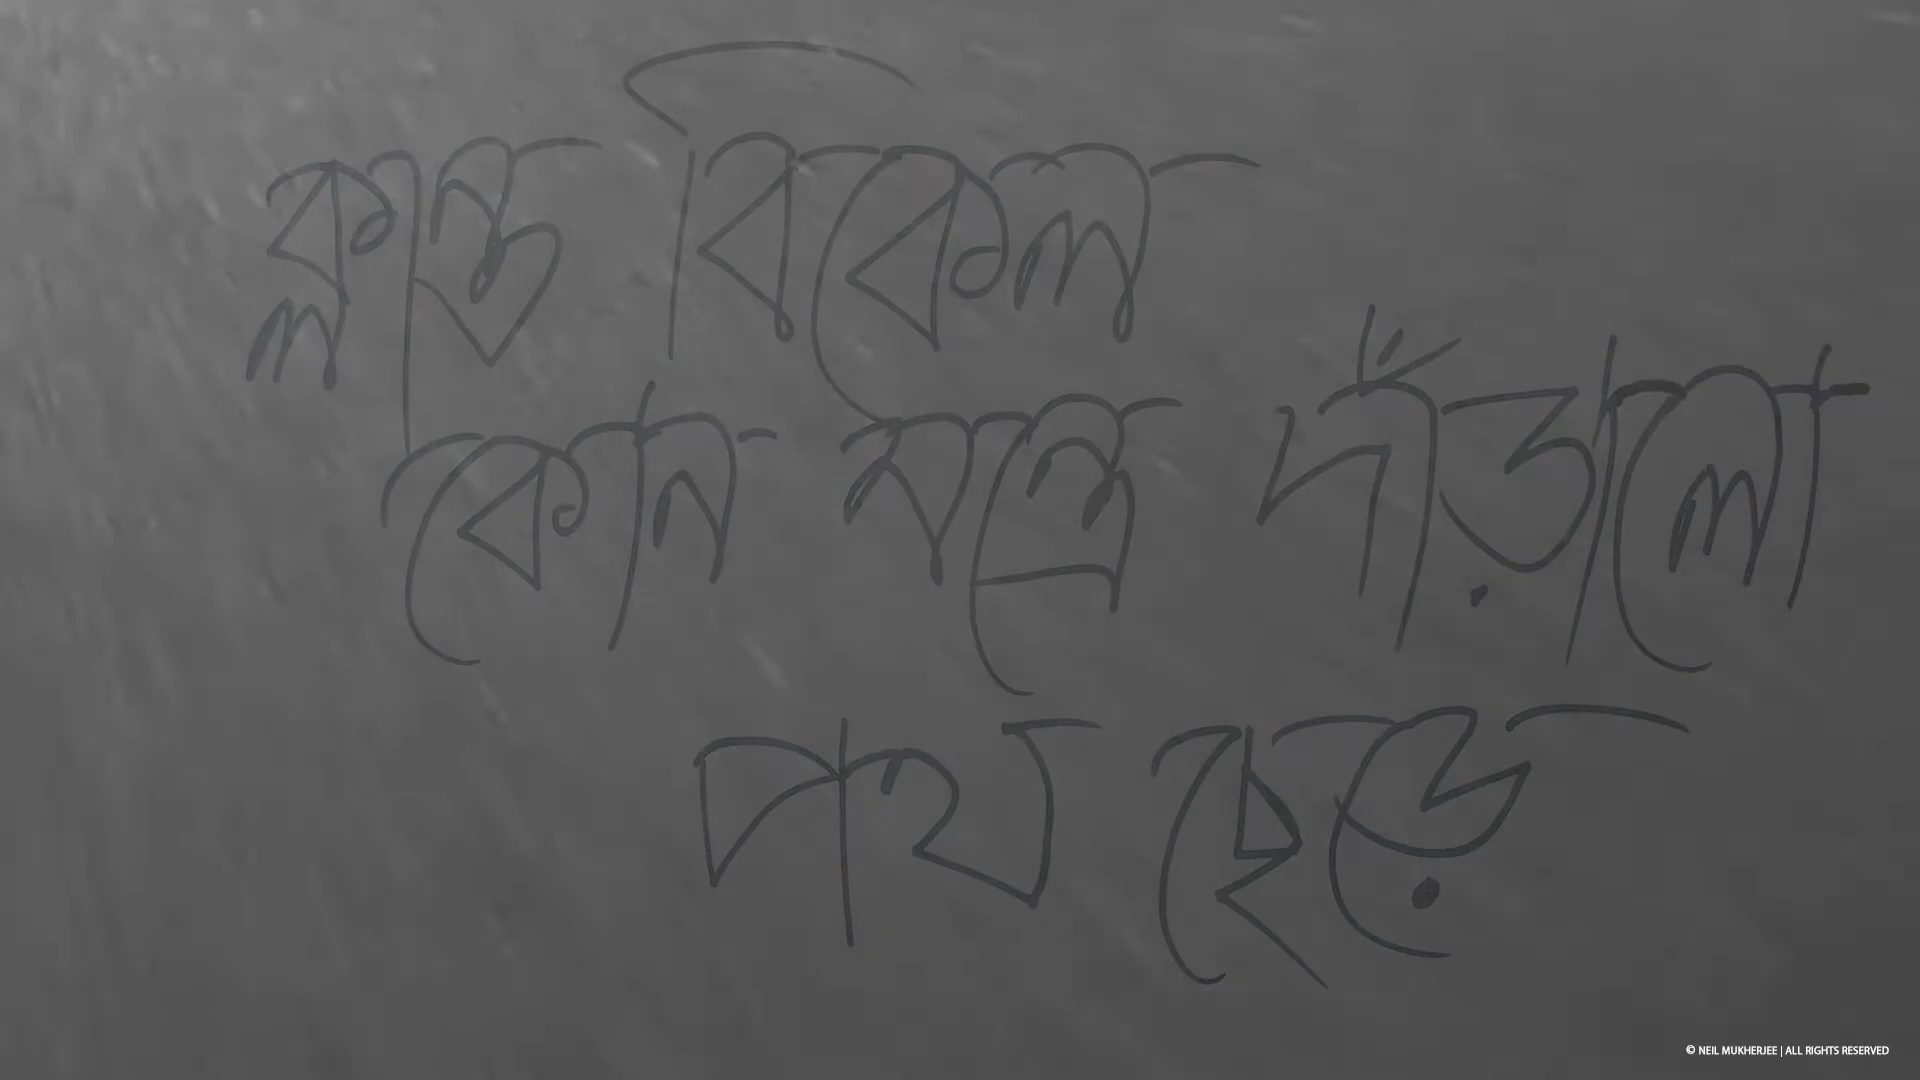 ক্লান্ত বিকেল
কোন মন্ত্রে দাঁড়ালো
পথ ছেড়ে
© NEIL MUKHERJEE | ALL RIGHTS RESERVED